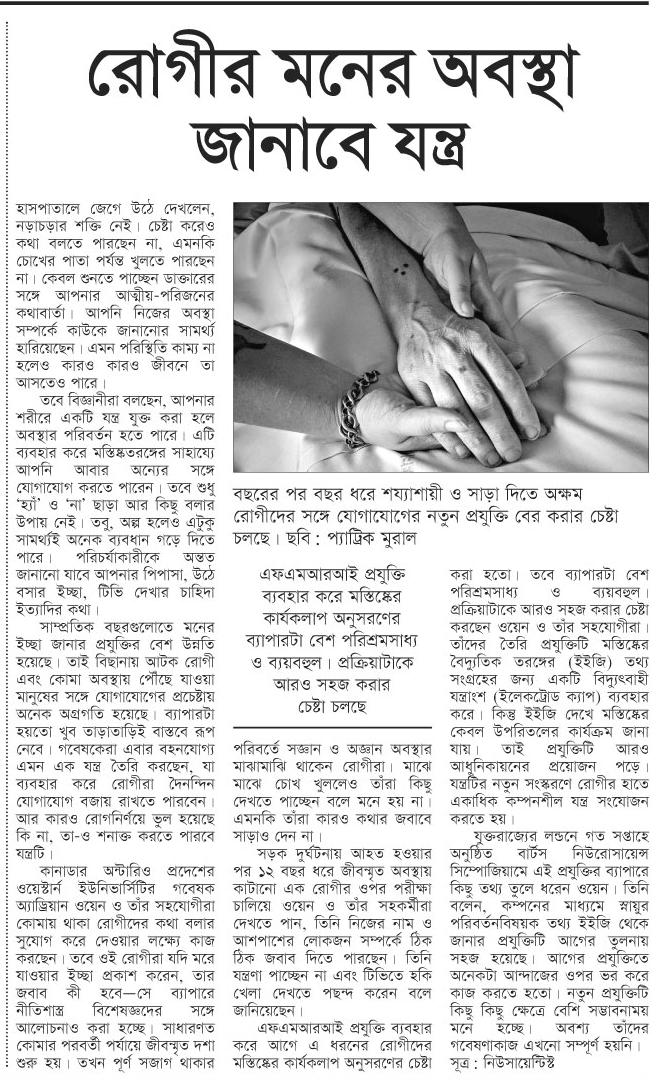 রোগীর মনের অবস্থা
জানাবে যন্ত্র
হাসপাতালে জেগে উঠে দেখলেন,
নড়াচড়ার শক্তি নেই। চেষ্টা করেও
কথা বলতে পারছেন না, এমনকি
চোখের পাতা পর্যন্ত খুলতে পারছেন
না। কেবল শুনতে পাচ্ছেন ডাক্তারের
সঙ্গে আপনার আত্মীয়-পরিজনের
কথাবার্তা। আপনি নিজের অবস্থা
সম্পর্কে কাউকে জানানোর সামর্থ্য
হারিয়েছেন। এমন পরিস্থিতি কাম্য না
হলেও কারও কারও জীবনে তা
আসতেও পারে।
তবে বিজ্ঞানীরা বলছেন, আপনার
শরীরে একটি যন্ত্র যুক্ত করা হলে
অবস্থার পরিবর্তন হতে পারে। এটি
ব্যবহার করে মস্তিষ্কতরঙ্গের সাহায্যে
আপনি আবার অন্যের সঙ্গে
যোগাযোগ করতে পারেন। তবে শুধু
‘হ্যাঁ’ ও ‘না’ ছাড়া আর কিছু বলার
উপায় নেই। তবু, অল্প হলেও এটুকু
সামর্থ্যই অনেক ব্যবধান গড়ে দিতে
পারে। পরিচর্যাকারীকে অন্তত
জানানো যাবে আপনার পিপাসা, উঠে
বসার ইচ্ছা, টিভি দেখার চাহিদা
ইত্যাদির কথা।
সাম্প্রতিক বছরগুলোতে মনের
ইচ্ছা জানার প্রযুক্তির বেশ উন্নতি
হয়েছে। তাই বিছানায় আটক রোগী
এবং কোমা অবস্থায় পৌঁছে যাওয়া
মানুষের সঙ্গে যোগাযোগের প্রচেষ্টায়
অনেক অগ্রগতি হয়েছে। ব্যাপারটা
হয়তো খুব তাড়াতাড়িই বাস্তবে রূপ
নেবে। গবেষকেরা এবার বহনযোগ্য
এমন এক যন্ত্র তৈরি করছেন, যা
ব্যবহার করে রোগীরা দৈনন্দিন
যোগাযোগ বজায় রাখতে পারবেন।
আর কারও রোগনির্ণয়ে ভুল হয়েছে
কি না, তা-ও শনাক্ত করতে পারবে
যন্ত্রটি।
কানাডার অন্টারিও প্রদেশের
ওয়েস্টার্ন ইউনিভার্সিটির গবেষক
অ্যাড্রিয়ান ওয়েন ও তাঁর সহযোগীরা
কোমায় থাকা রোগীদের কথা বলার
সুযোগ করে দেওয়ার লক্ষ্যে কাজ
করছেন। তবে ওই রোগীরা যদি মরে
যাওয়ার ইচ্ছা প্রকাশ করেন, তার
জবাব কী হবে—সে ব্যাপারে
নীতিশাস্ত্র বিশেষজ্ঞদের সঙ্গে
আলোচনাও করা হচ্ছে। সাধারণত
কোমার পরবর্তী পর্যায়ে জীবন্মৃত দশা
শুরু হয়। তখন পূর্ণ সজাগ থাকার
বছরের পর বছর ধরে শয্যাশায়ী ও সাড়া দিতে অক্ষম
রোগীদের সঙ্গে যোগাযোগের নতুন প্রযুক্তি বের করার চেষ্টা
চলছে। ছবি : প্যাট্রিক মুরাল
এফএমআরআই প্রযুক্তি
ব্যবহার করে মস্তিষ্কের
কার্যকলাপ অনুসরণের
ব্যাপারটা বেশ পরিশ্রমসাধ্য
ও ব্যয়বহুল। প্রক্রিয়াটাকে
আরও সহজ করার
চেষ্টা চলছে
পরিবর্তে সজ্ঞান ও অজ্ঞান অবস্থার
মাঝামাঝি থাকেন রোগীরা। মাঝে
মাঝে চোখ খুললেও তাঁরা কিছু
দেখতে পাচ্ছেন বলে মনে হয় না।
এমনকি তাঁরা কারও কথার জবাবে
সাড়াও দেন না।
সড়ক দুর্ঘটনায় আহত হওয়ার
পর ১২ বছর ধরে জীবন্মৃত অবস্থায়
কাটানো এক রোগীর ওপর পরীক্ষা
চালিয়ে ওয়েন ও তাঁর সহকর্মীরা
দেখতে পান, তিনি নিজের নাম ও
আশপাশের লোকজন সম্পর্কে ঠিক
ঠিক জবাব দিতে পারছেন। তিনি
যন্ত্রণা পাচ্ছেন না এবং টিভিতে হকি
খেলা দেখতে পছন্দ করেন বলে
জানিয়েছেন।
এফএমআরআই প্রযুক্তি ব্যবহার
করে আগে এ ধরনের রোগীদের
মস্তিষ্কের কার্যকলাপ অনুসরণের চেষ্টা
করা হতো। তবে ব্যাপারটা বেশ
পরিশ্রমসাধ্য ও ব্যয়বহুল।
প্রক্রিয়াটাকে আরও সহজ করার চেষ্টা
করছেন ওয়েন ও তাঁর সহযোগীরা।
তাঁদের তৈরি প্রযুক্তিটি মস্তিষ্কের
বৈদ্যুতিক তরঙ্গের (ইইজি) তথ্য
সংগ্রহের জন্য একটি বিদ্যুৎবাহী
যন্ত্রাংশ (ইলেকট্রোড ক্যাপ) ব্যবহার
করে। কিন্তু ইইজি দেখে মস্তিষ্কের
কেবল উপরিতলের কার্যক্রম জানা
যায়। তাই প্রযুক্তিটি আরও
আধুনিকায়নের প্রয়োজন পড়ে।
যন্ত্রটির নতুন সংস্করণে রোগীর হাতে
একাধিক কম্পনশীল যন্ত্র সংযোজন
করতে হয়।
যুক্তরাজ্যের লন্ডনে গত সপ্তাহে
অনুষ্ঠিত বার্টস নিউরোসায়েন্স
সিম্পোজিয়ামে এই প্রযুক্তির ব্যাপারে
কিছু তথ্য তুলে ধরেন ওয়েন। তিনি
বলেন, কম্পনের মাধ্যমে স্নায়ুর
পরিবর্তনবিষয়ক তথ্য ইইজি থেকে
জানার প্রযুক্তিটি আগের তুলনায়
সহজ হয়েছে। আগের প্রযুক্তিতে
অনেকটা আন্দাজের ওপর ভর করে
কাজ করতে হতো। নতুন প্রযুক্তিটি
কিছু কিছু ক্ষেত্রে বেশি সম্ভাবনাময়
মনে হচ্ছে। অবশ্য তাঁদের
গবেষণাকাজ এখনো সম্পূর্ণ হয়নি।
সূত্র : নিউসায়েন্টিস্ট